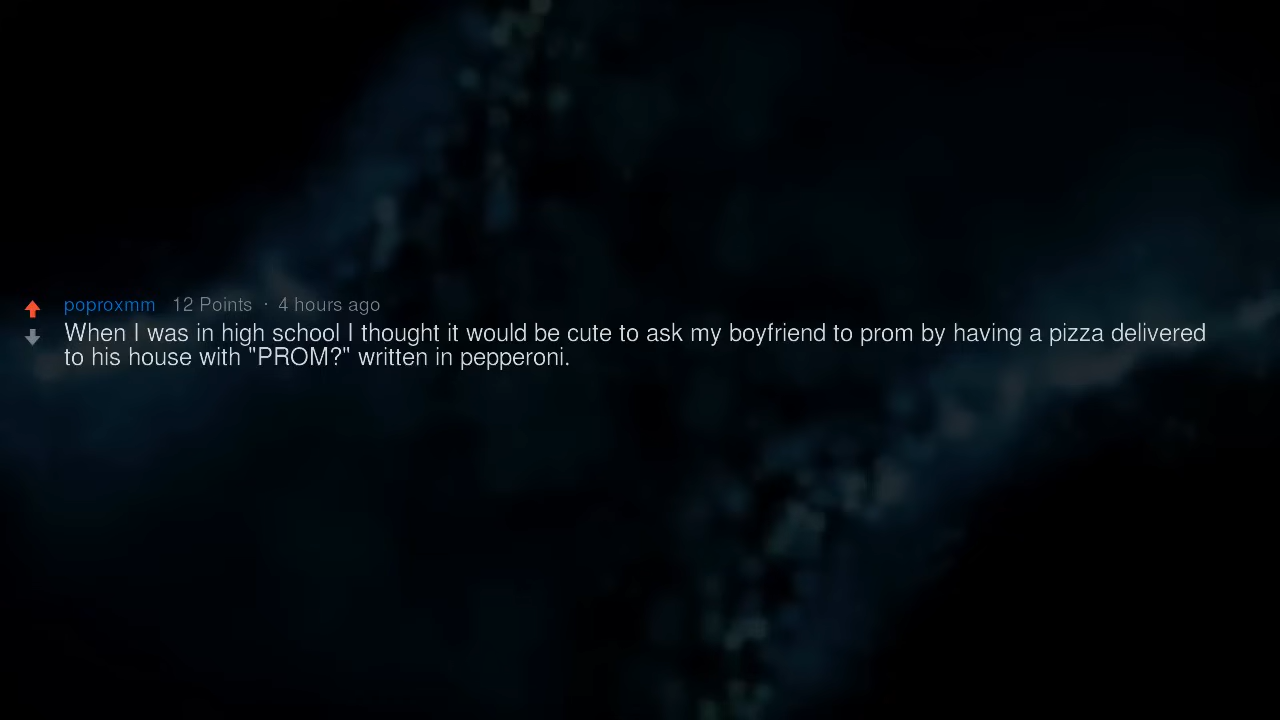 poproxmm 12 Points · 4 hours ago
When I was in high school I thought it would be cute to ask my boyfriend to prom by having a pizza delivered
to his house with "PROM?" written in pepperoni.